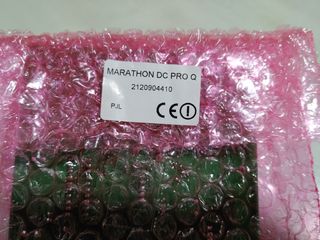 MARATHON DC PRO Q
2120904410
PJL
CE